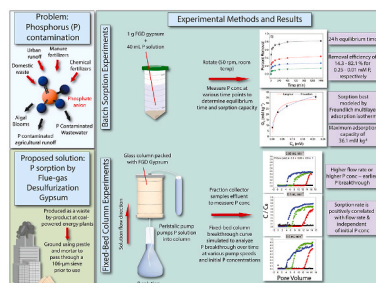 Problem:
Phosphorus (P)
contamination
Urban
runoff
Manure
fertilizers
Chemical
fertilizers
Domestic
waste
Phosphate
anion
Algal
Blooms
P Contaminated
Wastewater
P contaminated
agricultural runoff
Proposed solution:
P sorption by
Flue-gas
Desulfurization
Gypsum
Produced as a waste
by-product at coal-
powered energy plants.
Ground using pestle
and mortar to
pass through a
106-μm sieve
prior to use
Experimental Methods and Results
Batch Sorption Experiments
1 g FGD gypsum
+
40 mL P solution
Rotate (50 rpm, room
temp)
Measure P conc at
various time points to
determine equilibrium
time and sorption capacity
24h equilibrium time
Removal efficiency of
respectively
Sorption best
modeled by
Freundlich multilayer
adsorption isotherm
Maximum adsorption
capacity of
Fixed-Bed Column Experiments
Glass column packed
with FGD Gypsum
Solution flow direction
Peristaltic pump
pumps P solution
into column
Fraction collector
samples effluent to
measure P conc
Fixed-bed column
breakthrough curve
simulated to analyze
P breakthrough over time
at various pump speeds
and initial P concentrations
C / C₀
Pore Volume
Higher flow rate or
higher P conc = earlier
P breakthrough
Sorption rate is
positively correlated
with flow rate &
independent
of initial P conc